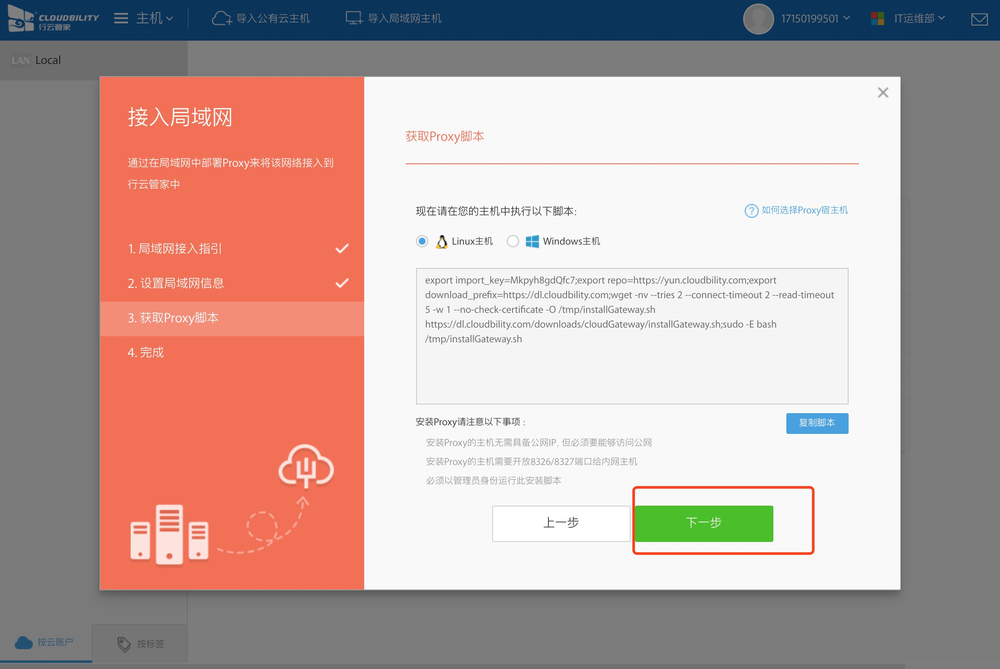 CLOUDBILITY
行云管家
主机
导入公有云主机
导入局域网主机
17150199501
IT运维部
LAN Local
接入局域网
通过在局域网中部署Proxy来将该网络接入到
行云管家中
1. 局域网接入指引
2. 设置局域网信息
3. 获取Proxy脚本
4. 完成
获取Proxy脚本
现在请在您的主机中执行以下脚本:
如何选择Proxy宿主机
Linux主机
Windows主机
export import_key=Mkpyh8gdQfc7;export repo=https://yun.cloudbility.com;export
download_prefix=https://dl.cloudbility.com;wget -nv --tries 2 --connect-timeout 2 --read-timeout
5 -w 1 --no-check-certificate -O /tmp/installGateway.sh
https://dl.cloudbility.com/downloads/cloudGateway/installGateway.sh;sudo -E bash
/tmp/installGateway.sh
安装Proxy请注意以下事项：
复制脚本
安装Proxy的主机无需具备公网IP, 但必须要能够访问公网
安装Proxy的主机需要开放8326/8327端口给内网主机
必须以管理员身份运行此安装脚本
上一步
下一步
按云账户
按标签